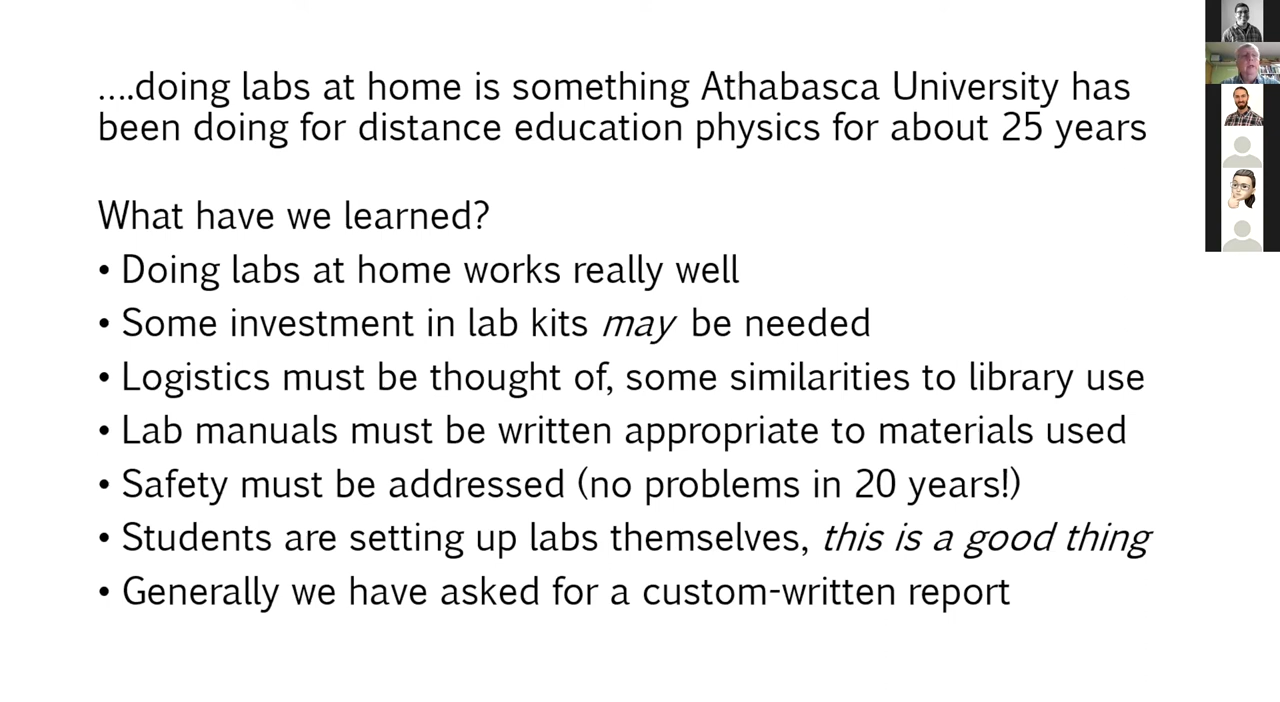 ....doing labs at home is something Athabasca University has
been doing for distance education physics for about 25 years
What have we learned?
• Doing labs at home works really well
• Some investment in lab kits may be needed
• Logistics must be thought of, some similarities to library use
• Lab manuals must be written appropriate to materials used
• Safety must be addressed (no problems in 20 years!)
• Students are setting up labs themselves, this is a good thing
• Generally we have asked for a custom-written report